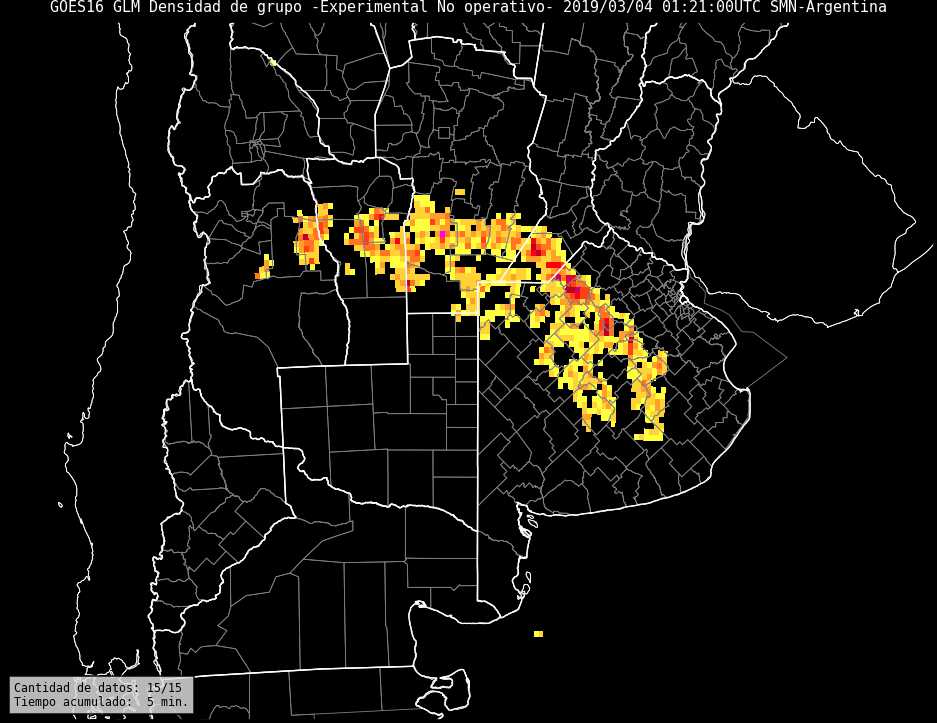 GOES16 GLM Densidad de grupo -Experimental No operativo- 2019/03/04 01:21:00UTC SMN-Argentina
Cantidad de datos: 15/15
Tiempo acumulado:  5 min.